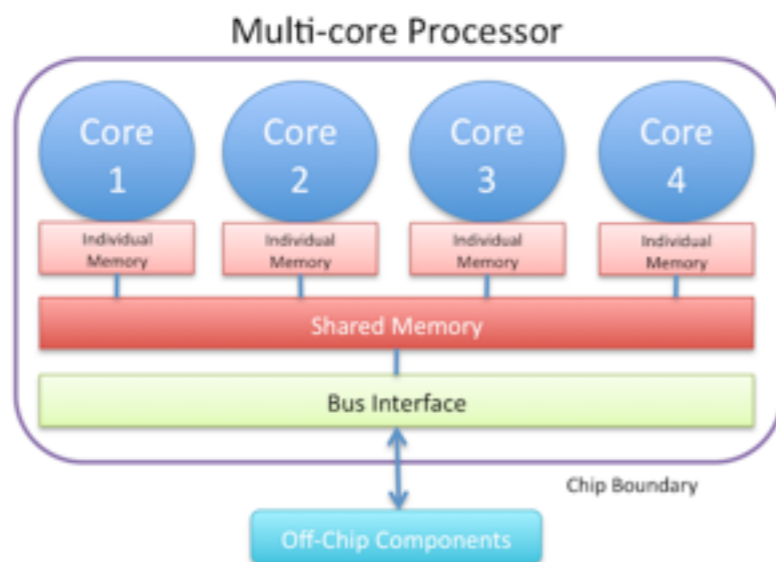 Multi-core Processor
Core
1
Core
2
Core
3
Core
4
Individual
Memory
Individual
Memory
Individual
Memory
Individual
Memory
Shared Memory
Bus Interface
Chip Boundary
Off-Chip Components